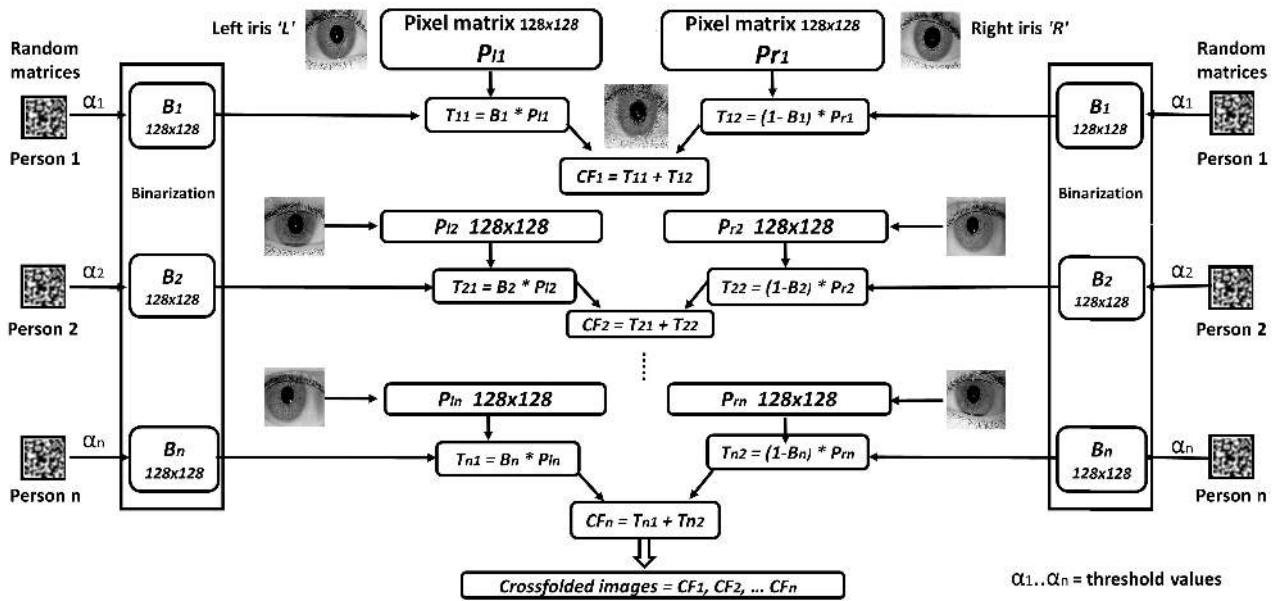 Left iris 'L'
Pixel matrix 128x128
Pl1
Pixel matrix 128x128
Pr1
Right iris 'R'
Random
matrices
α1
Person 1
B1
128x128
T11 = B1 * Pl1
T12 = (1- B1) * Pr1
B1
128x128
α1
Random
matrices
Person 1
CF1 = T11 + T12
Binarization
Binarization
Pl2 128x128
Pr2 128x128
α2
Person 2
B2
128x128
T21 = B2 * Pl2
T22 = (1-B2) * Pr2
B2
128x128
α2
Person 2
CF2 = T21 + T22
Pln 128x128
Prn 128x128
αn
Person n
Bn
128x128
Tn1 = Bn * Pln
Tn2 = (1-Bn) * Prn
Bn
128x128
αn
Person n
CFn = Tn1 + Tn2
Crossfolded images = CF1, CF2, ... CFn
α1..αn = threshold values